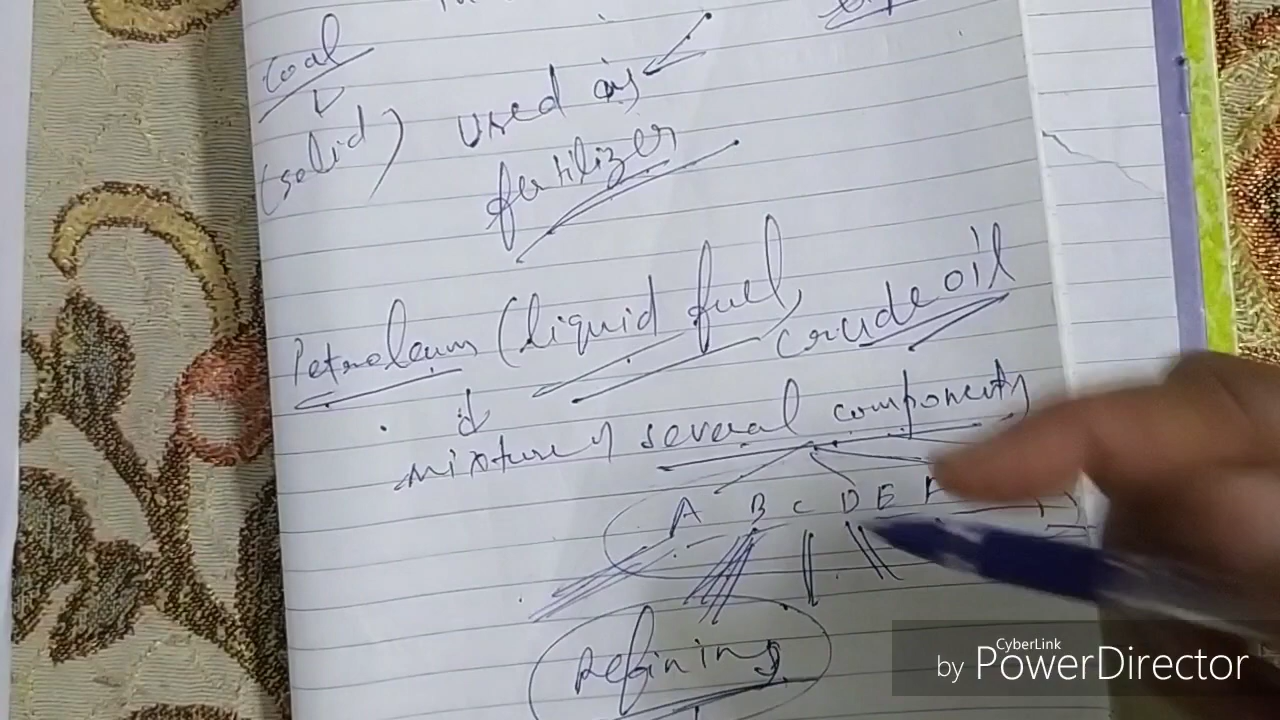 coal
(solid)
used as
fertilizer
Petroleum (liquid fuel,
crude oil
mixture of several components
A B C D E F
Refining
CyberLink
by PowerDirector